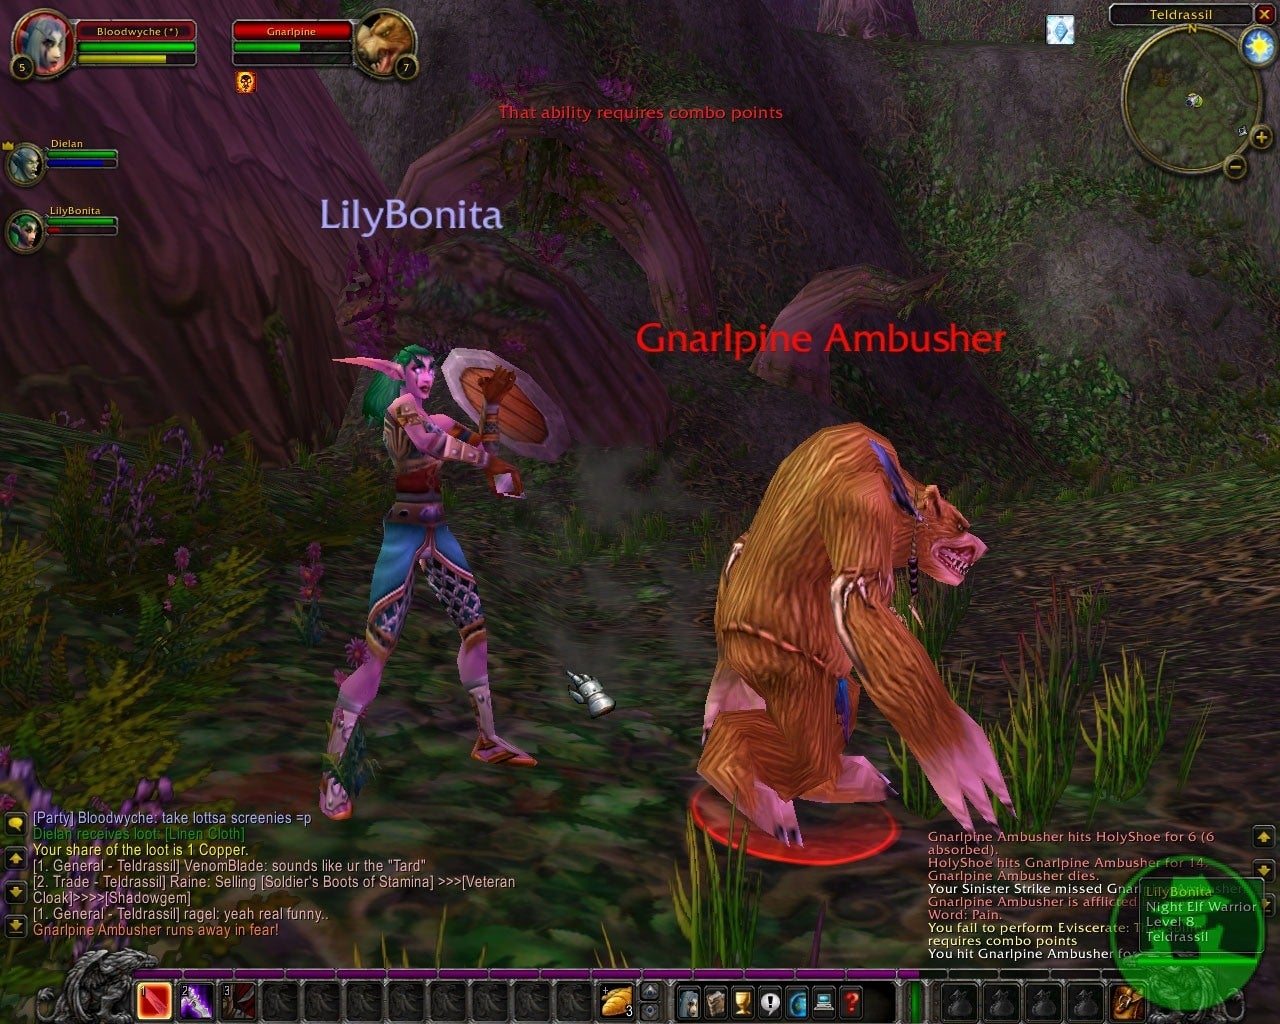 Bloodwyche (*)
5
Gnarlpine
7
Teldrassil
N
That ability requires combo points
Dielan
LilyBonita
LilyBonita
Gnarlpine Ambusher
[Party] Bloodwyche: take lottsa screenies =p
Dielan receives loot: [Linen Cloth]
Your share of the loot is 1 Copper.
[1. General - Teldrassil] VenomBlade: sounds like ur the "Tard"
[2. Trade - Teldrassil] Raine: Selling [Soldier's Boots of Stamina] >>>[Veteran
Cloak]>>>>[Shadowgem]
[1. General - Teldrassil] ragel: yeah real funny..
Gnarlpine Ambusher runs away in fear!
Gnarlpine Ambusher hits HolyShoe for 6 (6
absorbed).
HolyShoe hits Gnarlpine Ambusher for 14.
Gnarlpine Ambusher dies.
Your Sinister Strike missed
Gnarlpine Ambusher is afflicted
Word: Pain.
You fail to perform Eviscerate:
requires combo points
You hit Gnarlpine Ambusher
LilyBonita
Night Elf Warrior
Level 8
Teldrassil
1
2
3
3